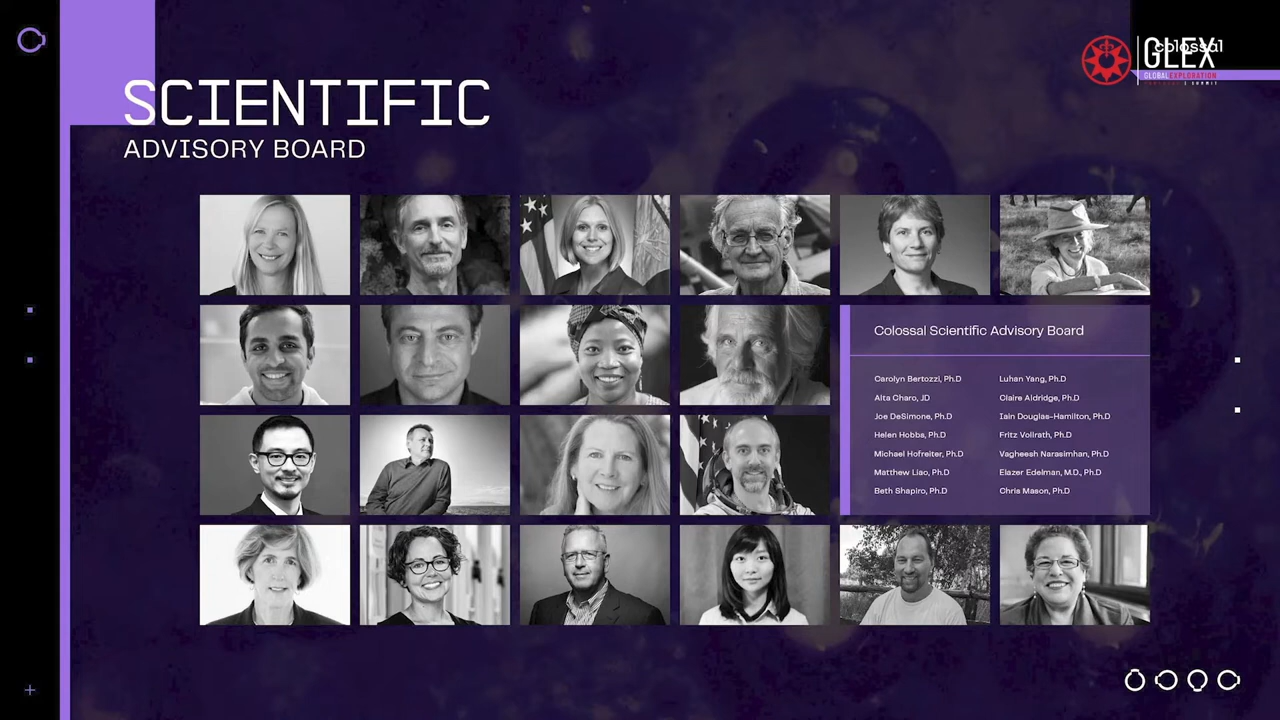 SCIENTIFIC
ADVISORY BOARD
colossal
GLEX
GLOBAL EXPLORATION
SUMMIT
Colossal Scientific Advisory Board
Carolyn Bertozzi, Ph.D
Alta Charo, JD
Joe DeSimone, Ph.D
Helen Hobbs, Ph.D
Michael Hofreiter, Ph.D
Matthew Liao, Ph.D
Beth Shapiro, Ph.D
Luhan Yang, Ph.D
Claire Aldridge, Ph.D
Iain Douglas-Hamilton, Ph.D
Fritz Vollrath, Ph.D
Vagheesh Narasimhan, Ph.D
Elazer Edelman, M.D., Ph.D
Chris Mason, Ph.D